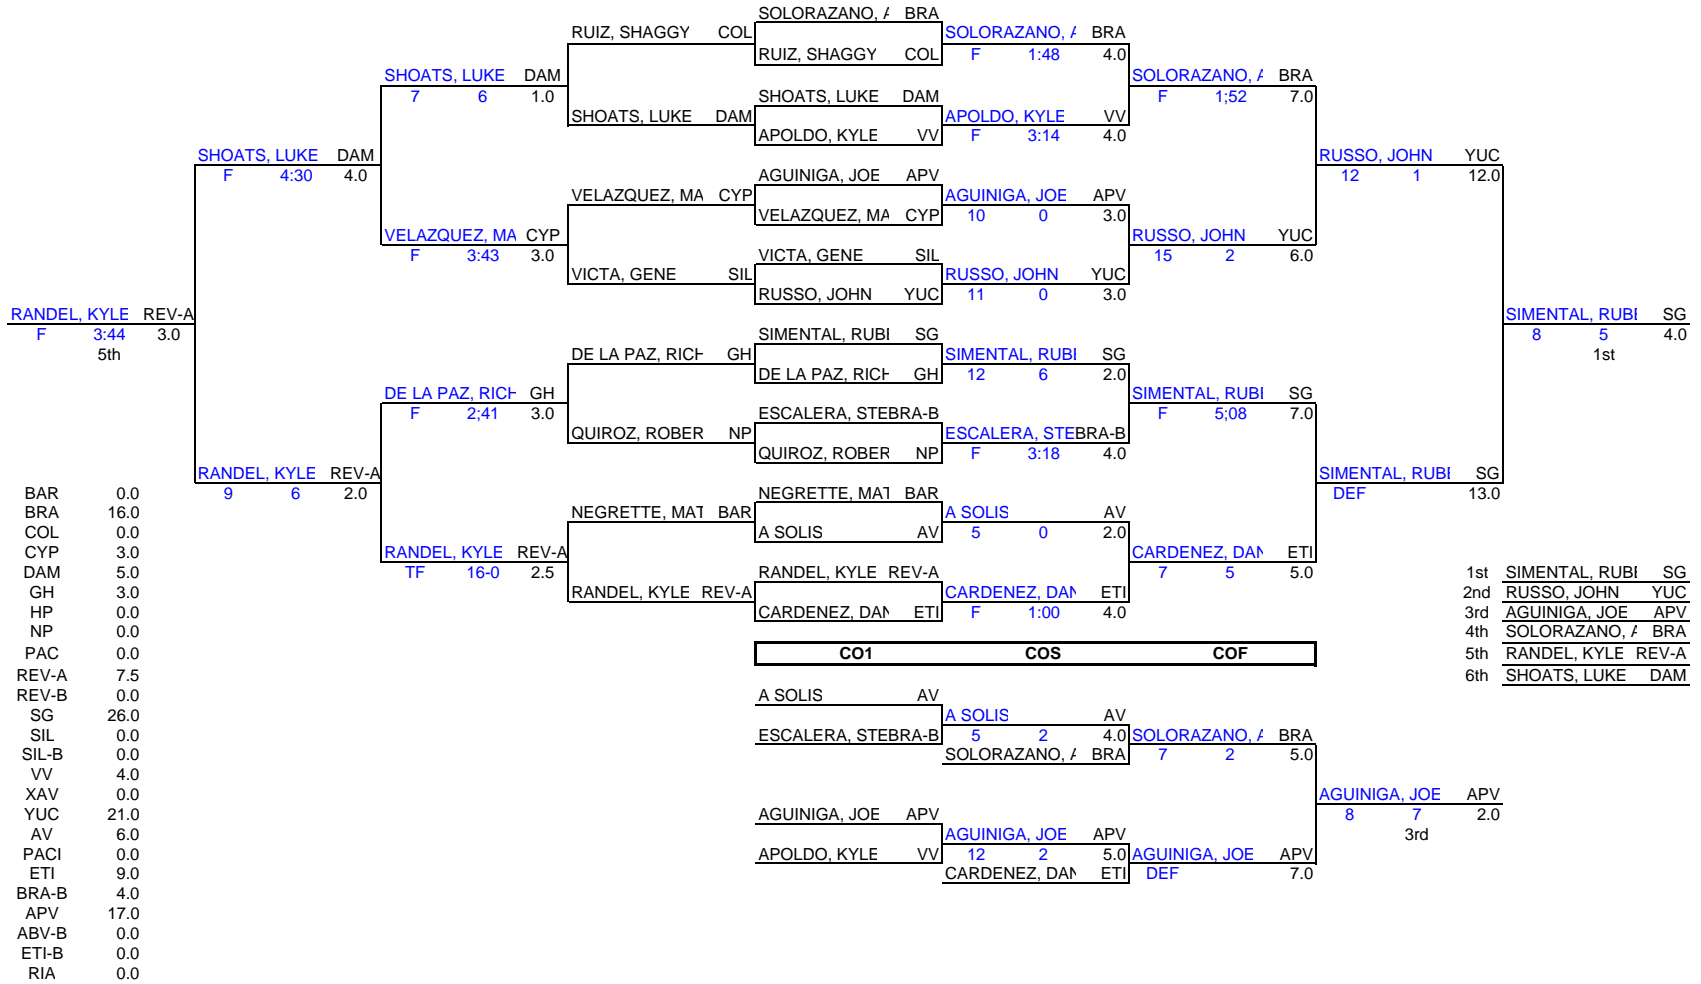 SOLORAZANO, A BRA
RUIZ, SHAGGY COL SOLORAZANO, A BRA
RUIZ, SHAGGY COL F 1:48 4.0
SHOATS, LUKE DAM SOLORAZANO, A BRA
7 6 1.0 SHOATS, LUKE DAM F 1;52 7.0
SHOATS, LUKE DAM APOLDO, KYLE VV
APOLDO, KYLE VV F 3:14 4.0
SHOATS, LUKE DAM RUSSO, JOHN YUC
F 4:30 4.0 AGUINIGA, JOE APV 12 1 12.0
VELAZQUEZ, MA CYP AGUINIGA, JOE APV
VELAZQUEZ, MA CYP 10 0 3.0
VELAZQUEZ, MA CYP RUSSO, JOHN YUC
F 3:43 3.0 VICTA, GENE SIL 15 2 6.0
VICTA, GENE SIL RUSSO, JOHN YUC
RUSSO, JOHN YUC 11 0 3.0
RANDEL, KYLE REV-A SIMENTAL, RUBI SG
F 3:44 3.0 SIMENTAL, RUBI SG 8 5 4.0
5th DE LA PAZ, RICH GH SIMENTAL, RUBI SG 1st
DE LA PAZ, RICH GH 12 6 2.0
DE LA PAZ, RICH GH SIMENTAL, RUBI SG
F 2;41 3.0 ESCALERA, STEBRA-B F 5;08 7.0
QUIROZ, ROBER NP ESCALERA, STEBRA-B
QUIROZ, ROBER NP F 3:18 4.0
RANDEL, KYLE REV-A SIMENTAL, RUBI SG
BAR 0.0 9 6 2.0 NEGRETTE, MAT BAR DEF 13.0
BRA 16.0 NEGRETTE, MAT BAR A SOLIS AV
COL 0.0 A SOLIS AV 5 0 2.0
CYP 3.0 RANDEL, KYLE REV-A CARDENEZ, DAN ETI
DAM 5.0 TF 16-0 2.5 RANDEL, KYLE REV-A 7 5 5.0 1st SIMENTAL, RUBI SG
GH 3.0 RANDEL, KYLE REV-A CARDENEZ, DAN ETI 2nd RUSSO, JOHN YUC
HP 0.0 CARDENEZ, DAN ETI F 1:00 4.0 3rd AGUINIGA, JOE APV
NP 0.0 4th SOLORAZANO, A BRA
PAC 0.0 CO1 COS COF 5th RANDEL, KYLE REV-A
REV-A 7.5 6th SHOATS, LUKE DAM
REV-B 0.0 A SOLIS AV
SG 26.0 A SOLIS AV
SIL 0.0 ESCALERA, STEBRA-B 5 2 4.0 SOLORAZANO, A BRA
SIL-B 0.0 SOLORAZANO, A BRA 7 2 5.0
VV 4.0
XAV 0.0 AGUINIGA, JOE APV
YUC 21.0 AGUINIGA, JOE APV 8 7 2.0
AV 6.0 AGUINIGA, JOE APV 3rd
PACI 0.0 APOLDO, KYLE VV 12 2 5.0 AGUINIGA, JOE APV
ETI 9.0 CARDENEZ, DAN ETI DEF 7.0
BRA-B 4.0
APV 17.0
ABV-B 0.0
ETI-B 0.0
RIA 0.0